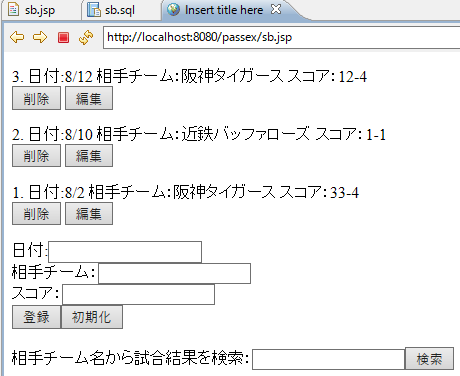 sb.jsp sb.sql Insert title here
http://localhost:8080/passex/sb.jsp
3. 日付:8/12 相手チーム：阪神タイガース スコア：12-4
削除 編集
2. 日付:8/10 相手チーム：近鉄バッファローズ スコア：1-1
削除 編集
1. 日付:8/2 相手チーム：阪神タイガース スコア：33-4
削除 編集
日付:
相手チーム：
スコア：
登録 初期化
相手チーム名から試合結果を検索： 検索